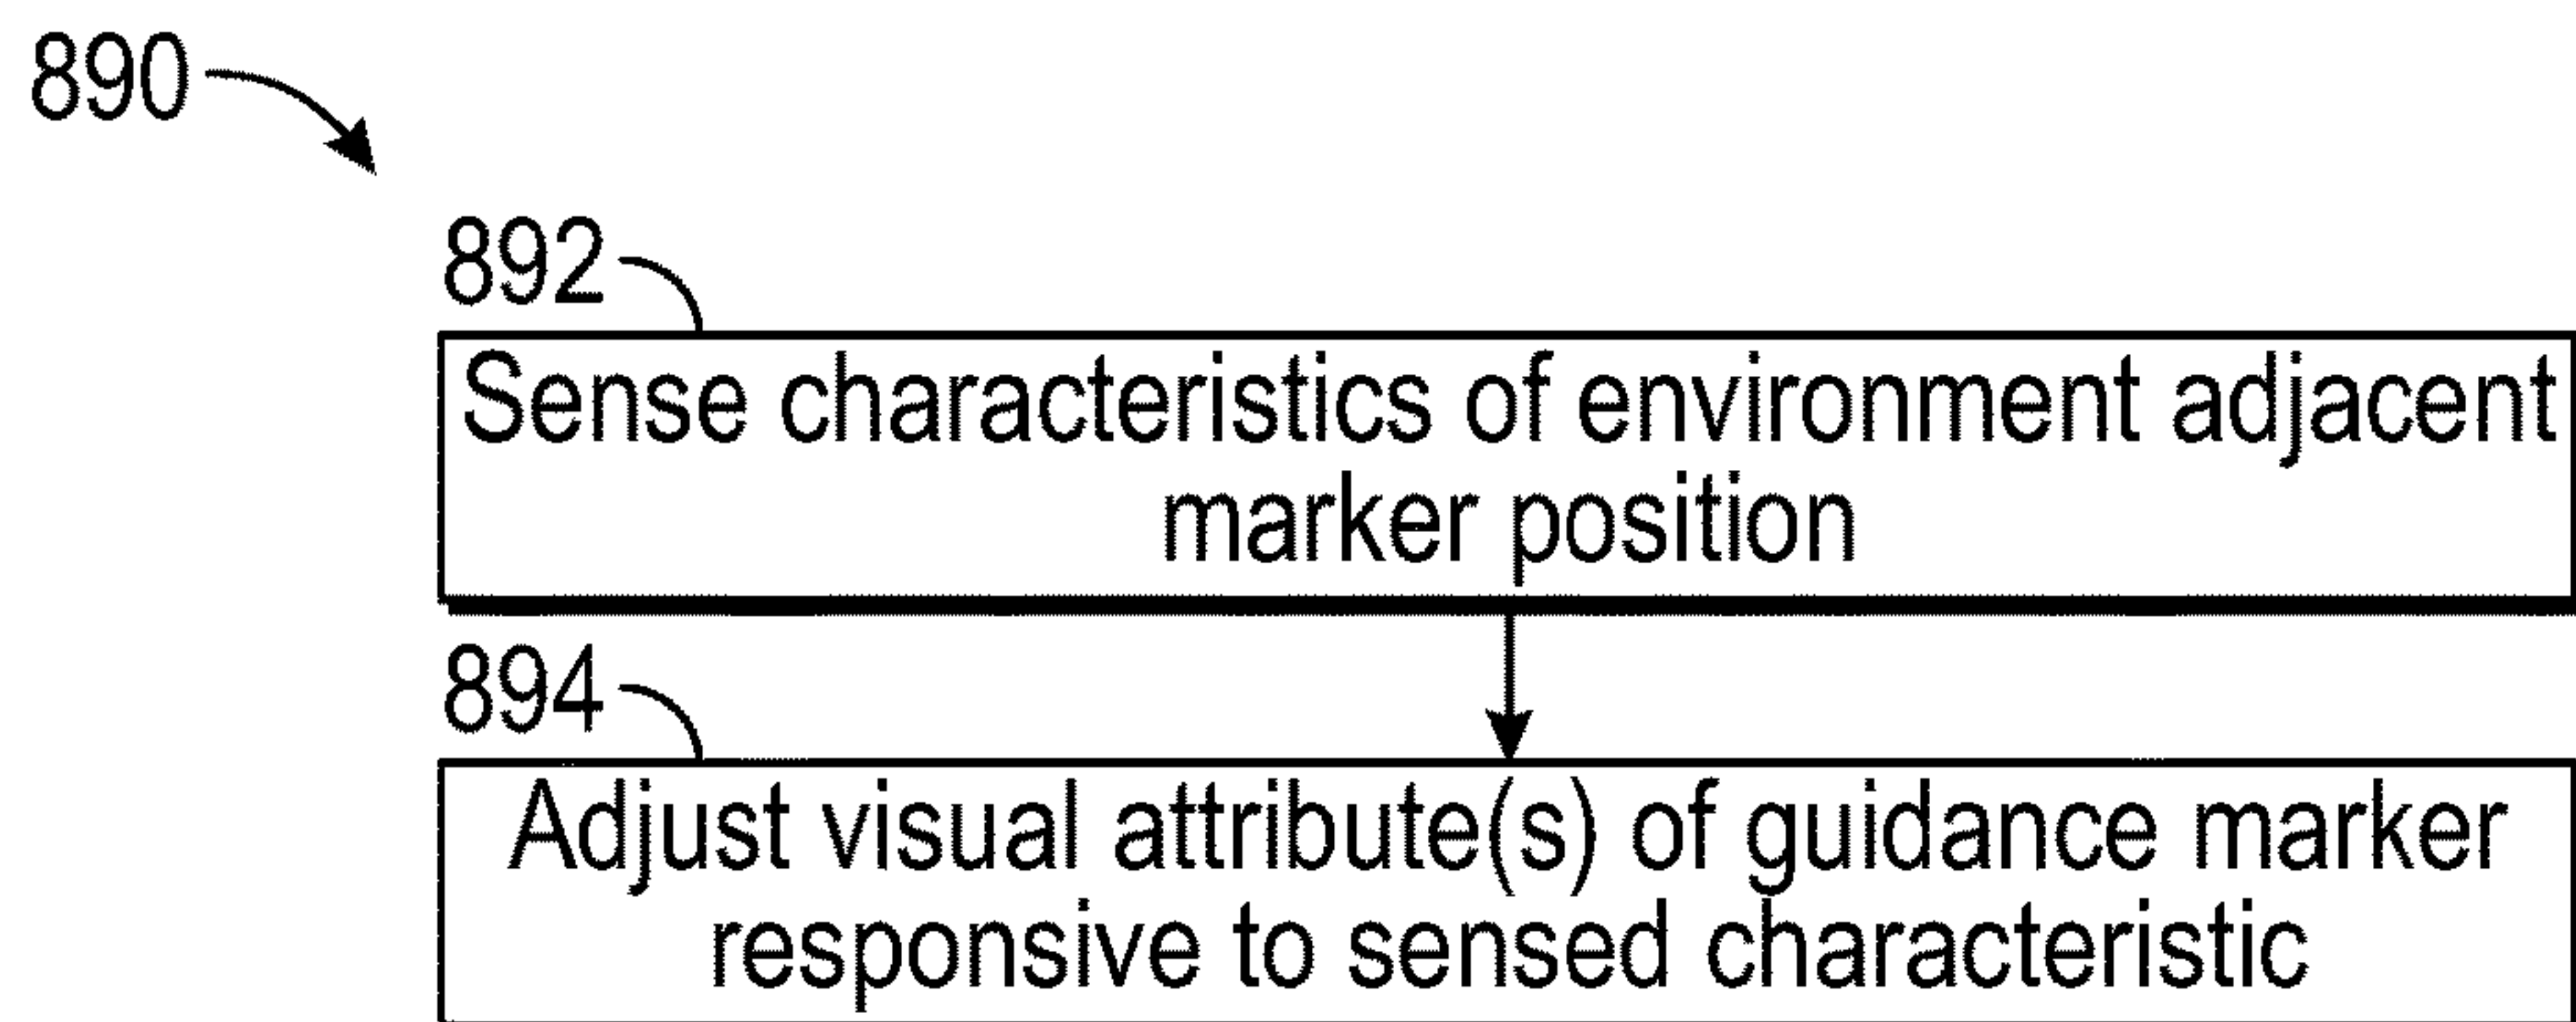 890
892
Sense characteristics of environment adjacent
marker position
894
Adjust visual attribute(s) of guidance marker
responsive to sensed characteristic